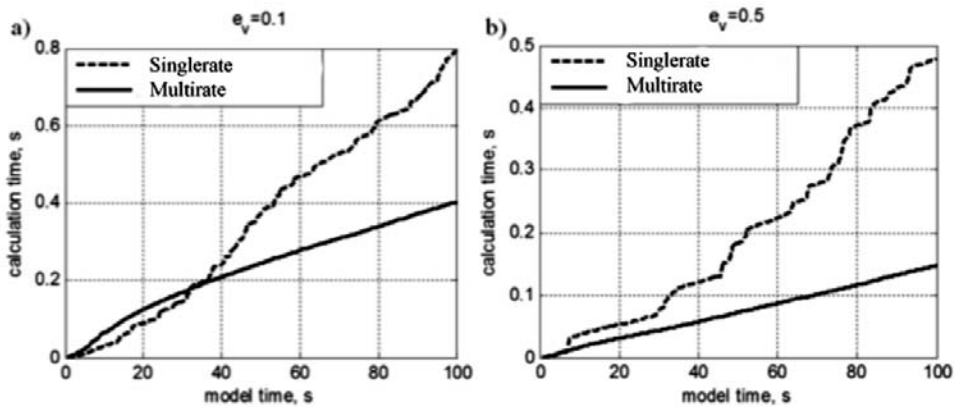 a)
e_v=0.1
Singlerate
Multirate
calculation time, s
0.8
0.6
0.4
0.2
0
0 20 40 60 80 100
model time, s
b)
e_v=0.5
Singlerate
Multirate
calculation time, s
0.5
0.4
0.3
0.2
0.1
0
0 20 40 60 80 100
model time, s